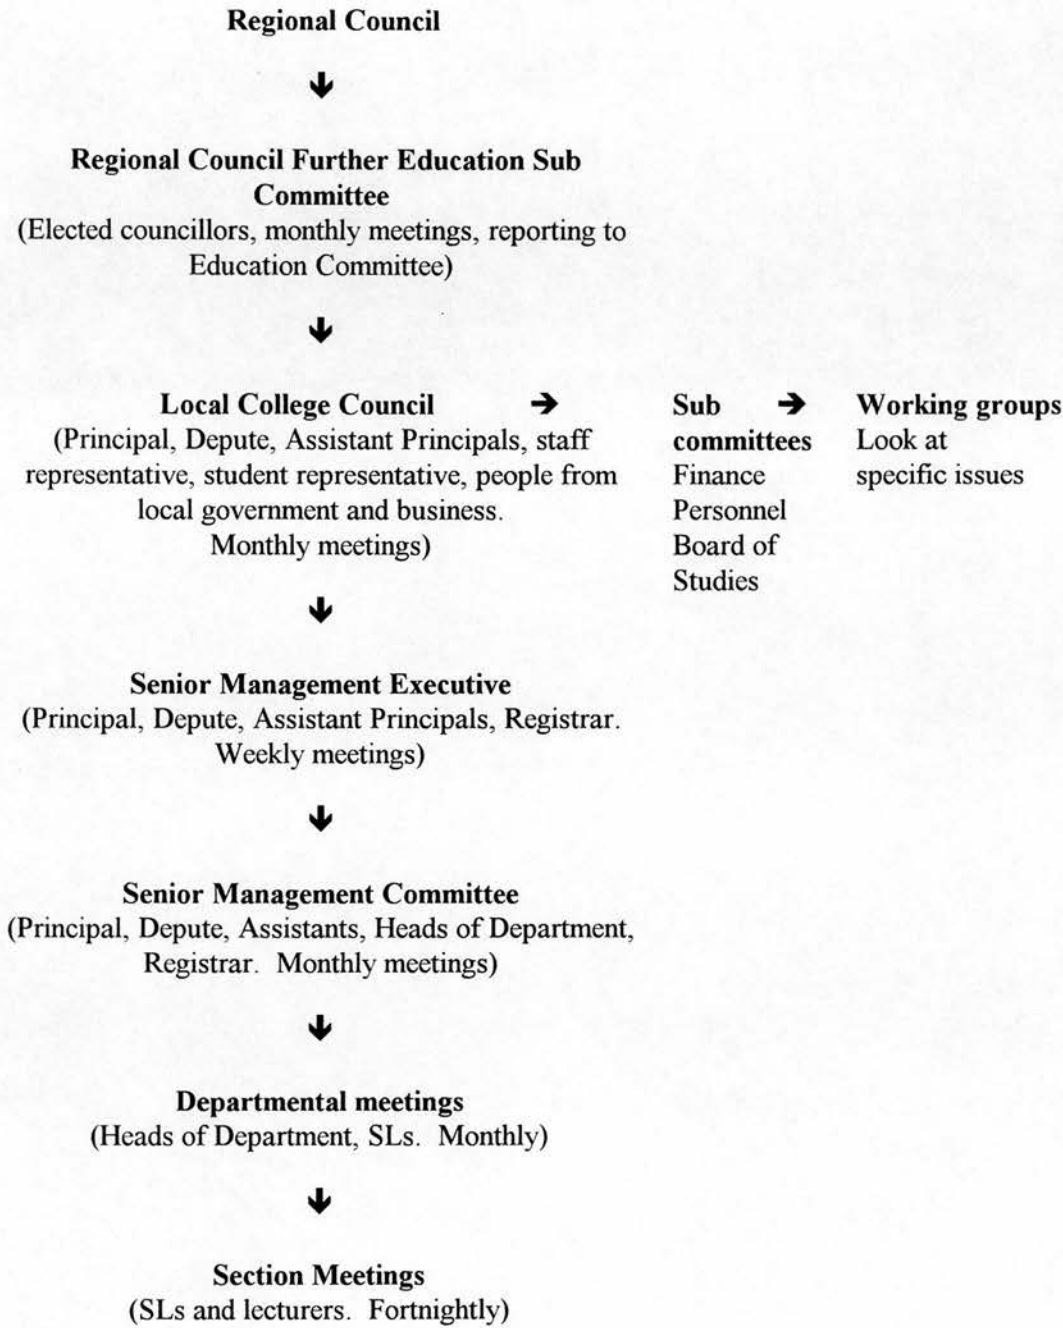 Regional Council
↓
Regional Council Further Education Sub
Committee
(Elected councillors, monthly meetings, reporting to
Education Committee)
↓
Local College Council →
(Principal, Depute, Assistant Principals, staff
representative, student representative, people from
local government and business.
Monthly meetings)
Sub →
committees
Finance
Personnel
Board of
Studies
Working groups
Look at
specific issues
↓
Senior Management Executive
(Principal, Depute, Assistant Principals, Registrar.
Weekly meetings)
↓
Senior Management Committee
(Principal, Depute, Assistants, Heads of Department,
Registrar. Monthly meetings)
↓
Departmental meetings
(Heads of Department, SLs. Monthly)
↓
Section Meetings
(SLs and lecturers. Fortnightly)